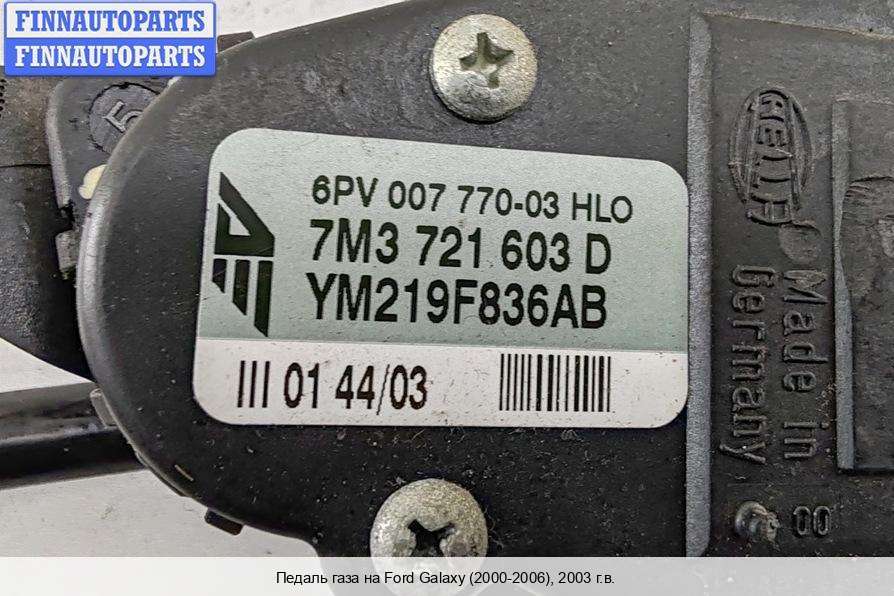 FINNAUTOPARTS
FINNAUTOPARTS
5
6PV 007 770-03 HLO
7M3 721 603 D
YM219F836AB
III 01 44/03
HELLA
Made in
Germany
00
Педаль газа на Ford Galaxy (2000-2006), 2003 г.в.